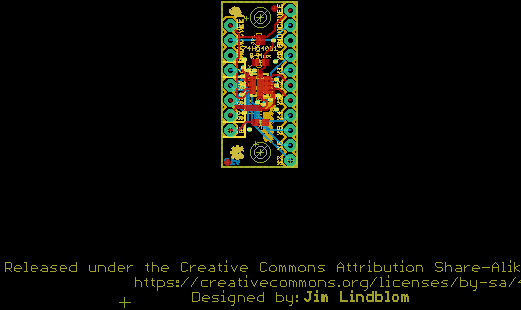 Released under the Creative Commons Attribution Share-Alik
https://creativecommons.org/licenses/by-sa/
Designed by: Jim Lindblom